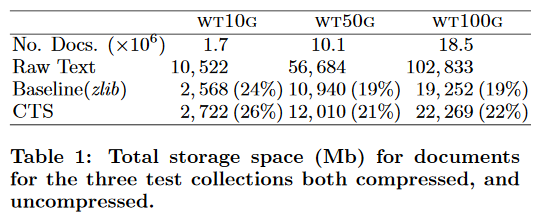 WT10G WT50G WT100G
No. Docs. (×10⁶) 1.7 10.1 18.5
Raw Text 10, 522 56, 684 102, 833
Baseline(zlib) 2, 568 (24%) 10, 940 (19%) 19, 252 (19%)
CTS 2, 722 (26%) 12, 010 (21%) 22, 269 (22%)
Table 1: Total storage space (Mb) for documents
for the three test collections both compressed, and
uncompressed.